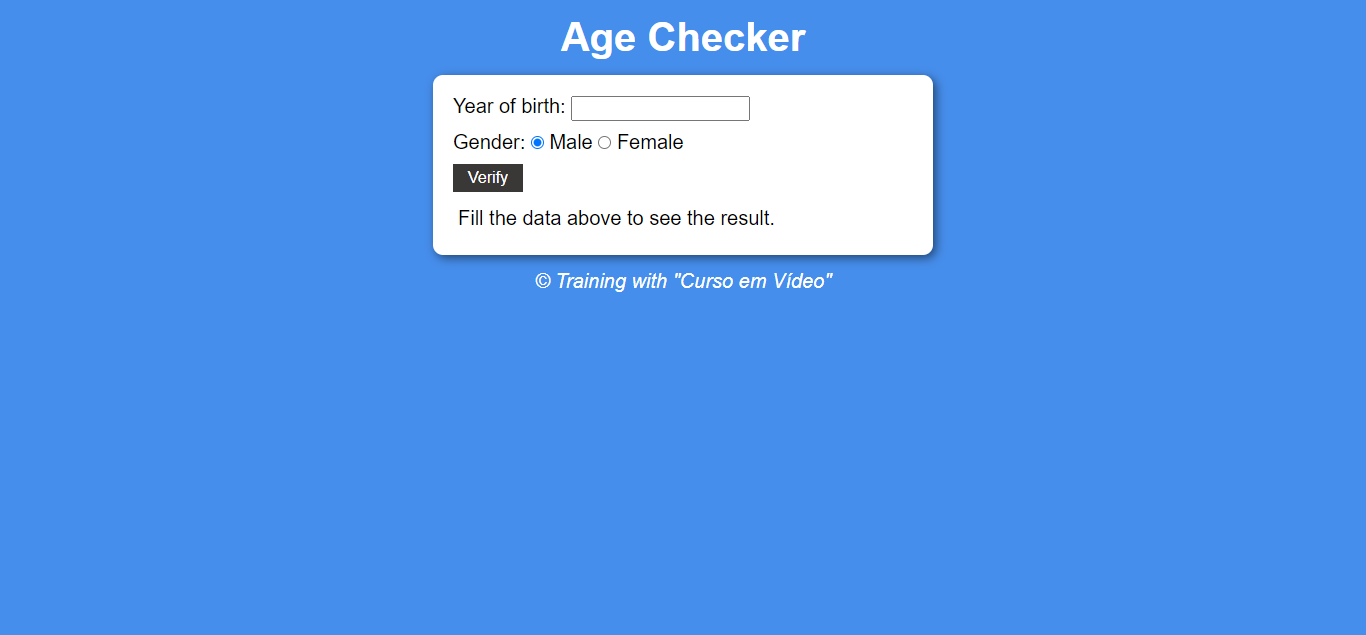 Age Checker
Year of birth:
Gender: Male Female
Verify
Fill the data above to see the result.
© Training with "Curso em Vídeo"